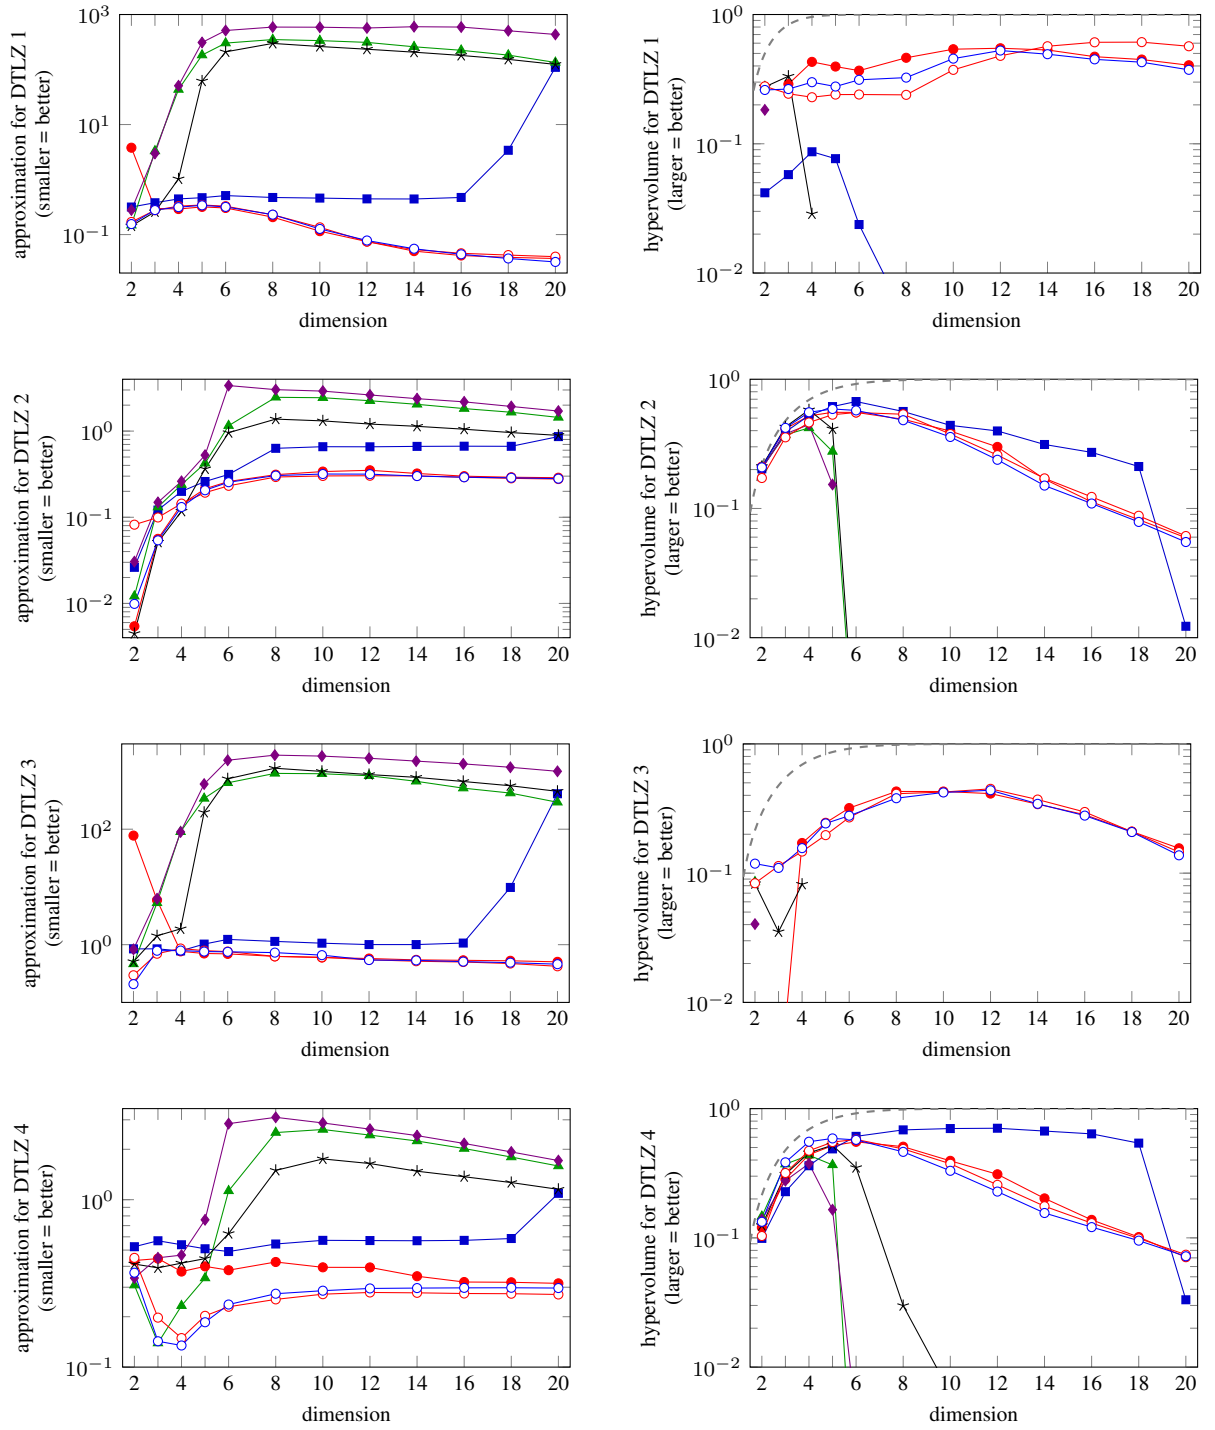 approximation for DTLZ 1
(smaller = better)
10^3
10^1
10^−1
2 4 6 8 10 12 14 16 18 20
dimension
hypervolume for DTLZ 1
(larger = better)
10^0
10^−1
10^−2
2 4 6 8 10 12 14 16 18 20
dimension
approximation for DTLZ 2
(smaller = better)
10^0
10^−1
10^−2
2 4 6 8 10 12 14 16 18 20
dimension
hypervolume for DTLZ 2
(larger = better)
10^0
10^−1
10^−2
2 4 6 8 10 12 14 16 18 20
dimension
approximation for DTLZ 3
(smaller = better)
10^2
10^0
2 4 6 8 10 12 14 16 18 20
dimension
hypervolume for DTLZ 3
(larger = better)
10^0
10^−1
10^−2
2 4 6 8 10 12 14 16 18 20
dimension
approximation for DTLZ 4
(smaller = better)
10^0
10^−1
2 4 6 8 10 12 14 16 18 20
dimension
hypervolume for DTLZ 4
(larger = better)
10^0
10^−1
10^−2
2 4 6 8 10 12 14 16 18 20
dimension